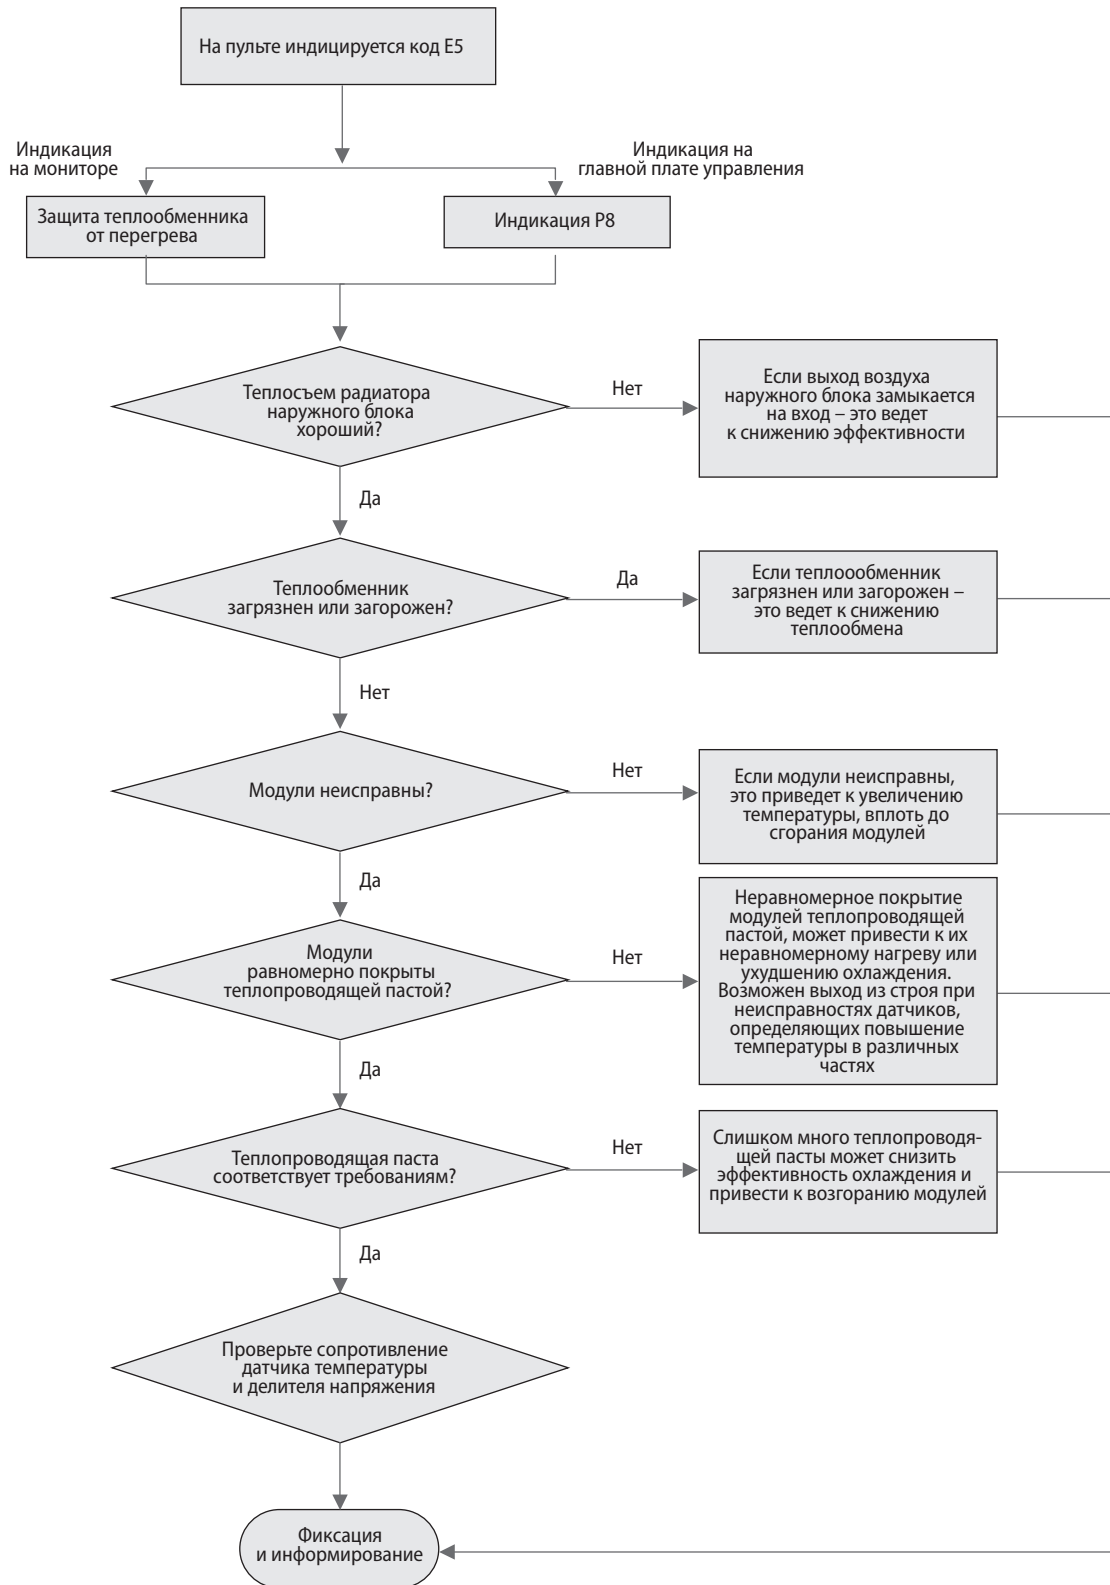 На пульте индицируется код E5
Индикация
на мониторе
Индикация на
главной плате управления
Защита теплообменника
от перегрева
Индикация P8
Теплосъем радиатора
наружного блока
хороший?
Нет
Если выход воздуха
наружного блока замыкается
на вход – это ведет
к снижению эффективности
Да
Теплообменник
загрязнен или загорожен?
Да
Если теплоообменник
загрязнен или загорожен –
это ведет к снижению
теплообмена
Нет
Модули неисправны?
Нет
Если модули неисправны,
это приведет к увеличению
температуры, вплоть до
сгорания модулей
Да
Модули
равномерно покрыты
теплопроводящей пастой?
Нет
Неравномерное покрытие
модулей теплопроводящей
пастой, может привести к их
неравномерному нагреву или
ухудшению охлаждения.
Возможен выход из строя при
неисправностях датчиков,
определяющих повышение
температуры в различных
частях
Да
Теплопроводящая паста
соответствует требованиям?
Нет
Слишком много теплопроводя-
щей пасты может снизить
эффективность охлаждения и
привести к возгоранию модулей
Да
Проверьте сопротивление
датчика температуры
и делителя напряжения
Фиксация
и информирование